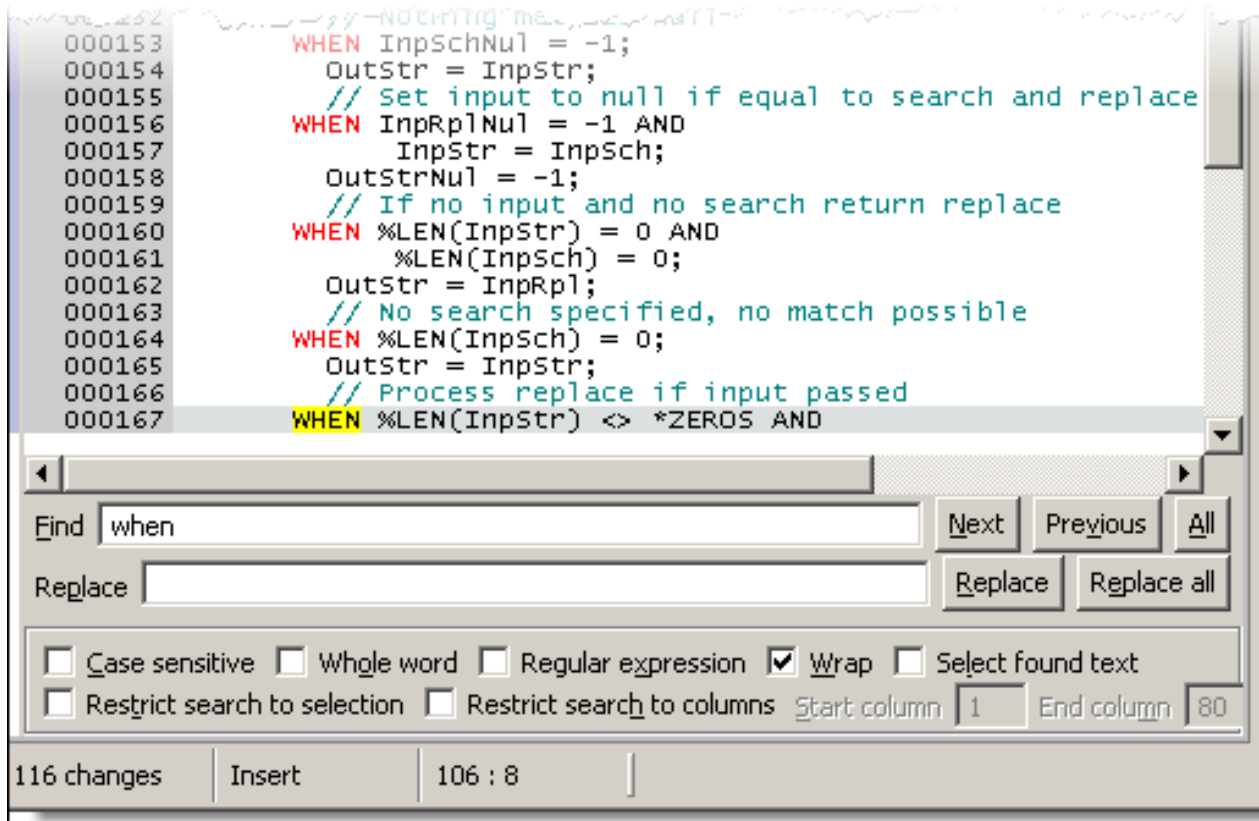 // Nothing
000153 WHEN InpSchNul = -1;
000154 OutStr = InpStr;
000155 // Set input to null if equal to search and replace
000156 WHEN InpRplNul = -1 AND
000157 InpStr = InpSch;
000158 OutStrNul = -1;
000159 // If no input and no search return replace
000160 WHEN %LEN(InpStr) = 0 AND
000161 %LEN(InpSch) = 0;
000162 OutStr = InpRpl;
000163 // No search specified, no match possible
000164 WHEN %LEN(InpSch) = 0;
000165 OutStr = InpStr;
000166 // Process replace if input passed
000167 WHEN %LEN(InpStr) <> *ZEROS AND
Find when Next Previous All
Replace Replace Replace all
Case sensitive Whole word Regular expression Wrap Select found text
Restrict search to selection Restrict search to columns Start column 1 End column 80
116 changes Insert 106 : 8